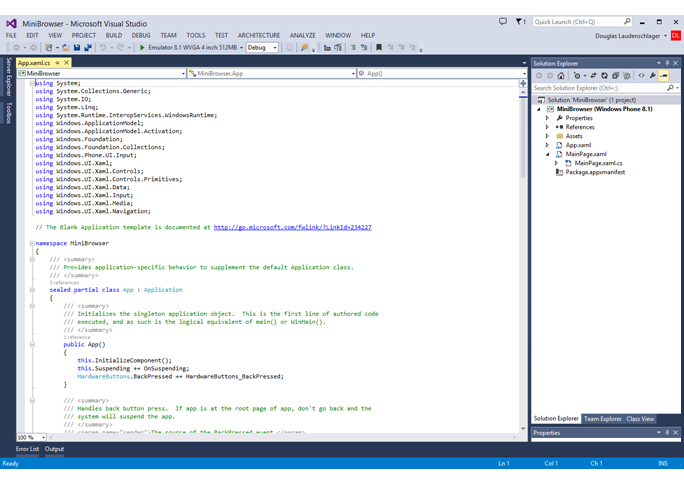 MiniBrowser - Microsoft Visual Studio
1
Quick Launch (Ctrl+Q)
FILE EDIT VIEW PROJECT BUILD DEBUG TEAM TOOLS TEST ARCHITECTURE ANALYZE WINDOW HELP
Douglas Laudenschlager DL
Emulator 8.1 WVGA 4 inch 512MB Debug
Server Explorer
Toolbox
App.xaml.cs
MiniBrowser
MiniBrowser.App
App()
using System;
using System.Collections.Generic;
using System.IO;
using System.Linq;
using System.Runtime.InteropServices.WindowsRuntime;
using Windows.ApplicationModel;
using Windows.ApplicationModel.Activation;
using Windows.Foundation;
using Windows.Foundation.Collections;
using Windows.Phone.UI.Input;
using Windows.UI.Xaml;
using Windows.UI.Xaml.Controls;
using Windows.UI.Xaml.Controls.Primitives;
using Windows.UI.Xaml.Data;
using Windows.UI.Xaml.Input;
using Windows.UI.Xaml.Media;
using Windows.UI.Xaml.Navigation;
// The Blank Application template is documented at http://go.microsoft.com/fwlink/?LinkId=234227
namespace MiniBrowser
{
/// <summary>
/// Provides application-specific behavior to supplement the default Application class.
/// </summary>
3 references
sealed partial class App : Application
{
/// <summary>
/// Initializes the singleton application object.  This is the first line of authored code
/// executed, and as such is the logical equivalent of main() or WinMain().
/// </summary>
1 reference
public App()
{
this.InitializeComponent();
this.Suspending += OnSuspending;
HardwareButtons.BackPressed += HardwareButtons_BackPressed;
}
/// <summary>
/// Handles back button press.  If app is at the root page of app, don't go back and the
/// system will suspend the app.
/// </summary>
/// <param name="sender">The source of the BackPressed event.</param>
100 %
Solution Explorer
Search Solution Explorer (Ctrl+;)
Solution 'MiniBrowser' (1 project)
MiniBrowser (Windows Phone 8.1)
Properties
References
Assets
App.xaml
MainPage.xaml
MainPage.xaml.cs
Package.appxmanifest
Solution Explorer Team Explorer Class View
Properties
Error List Output
Ready Ln 1 Col 1 Ch 1 INS